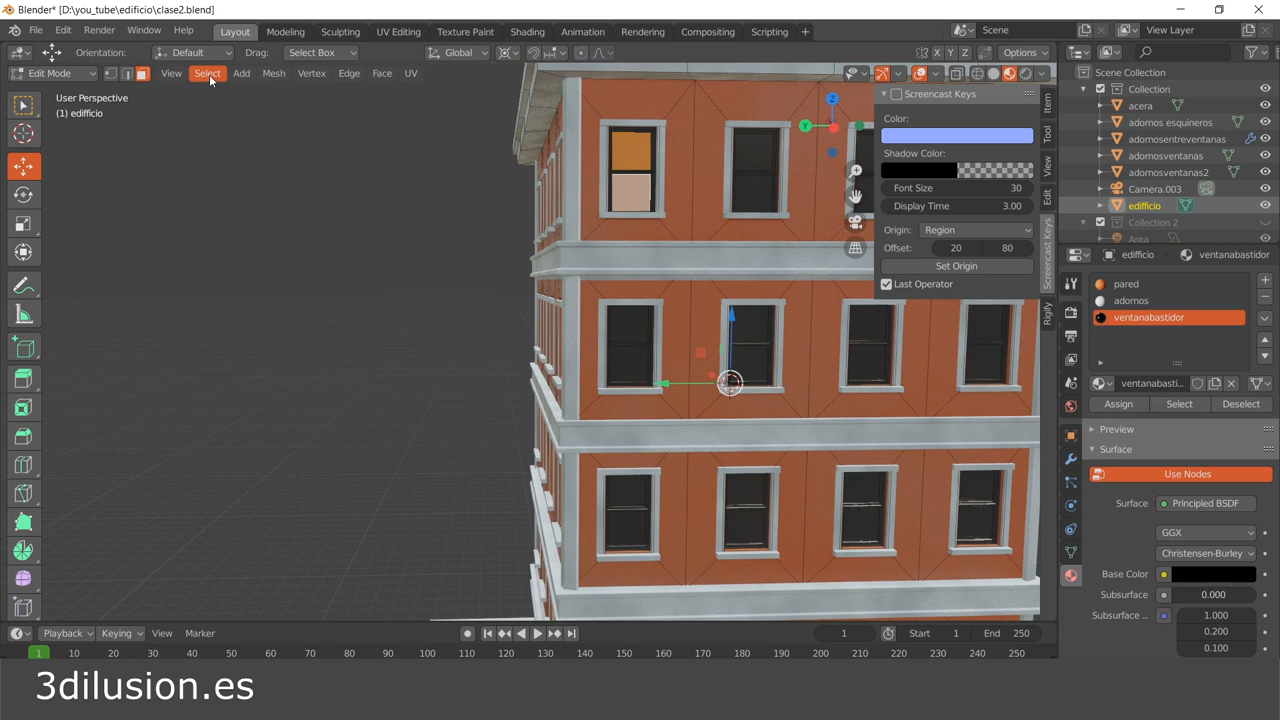 Blender* [D:\you_tube\edificio\clase2.blend]
File Edit Render Window Help Layout Modeling Sculpting UV Editing Texture Paint Shading Animation Rendering Compositing Scripting + Scene View Layer
Orientation: Default Drag: Select Box Global X Y Z Options
Edit Mode View Select Add Mesh Vertex Edge Face UV
User Perspective
(1) edifficio
Screencast Keys
Color:
Shadow Color:
Font Size 30
Display Time 3.00
Origin: Region
Offset: 20 80
Set Origin
Last Operator
Z
Y
Item
Tool
View
Edit
Screencast Keys
Rigify
Scene Collection
Collection
acera
adornos esquineros
adornosentreventanas
adornosventanas
adornosventanas2
Camera.003
edifficio
Collection 2
Area
edifficio ventanabastidor
pared
adornos
ventanabastidor
ventanabasti...
Assign Select Deselect
Preview
Surface
Use Nodes
Surface Principled BSDF
GGX
Christensen-Burley
Base Color
Subsurface 0.000
Subsurface ... 1.000
0.200
0.100
Playback Keying View Marker 1 Start 1 End 250
1 10 20 30 40 50 60 70 80 90 100 110 120 130 140 150 160 170 180 190 200 210 220 230 240 250
3dilusion.es